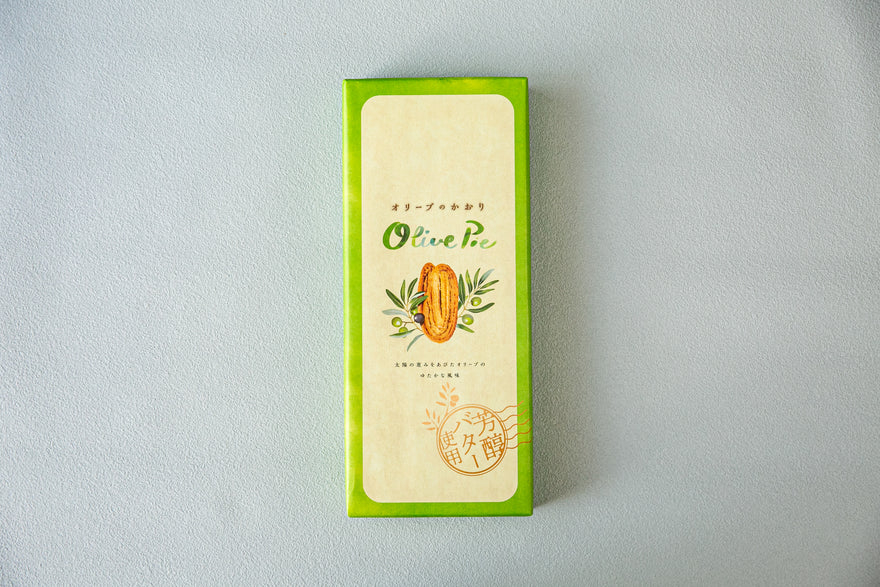 オリーブのかおり
Olive Pie
太陽の恵みをあびたオリーブの
ゆたかな風味
芳醇
バター
使用